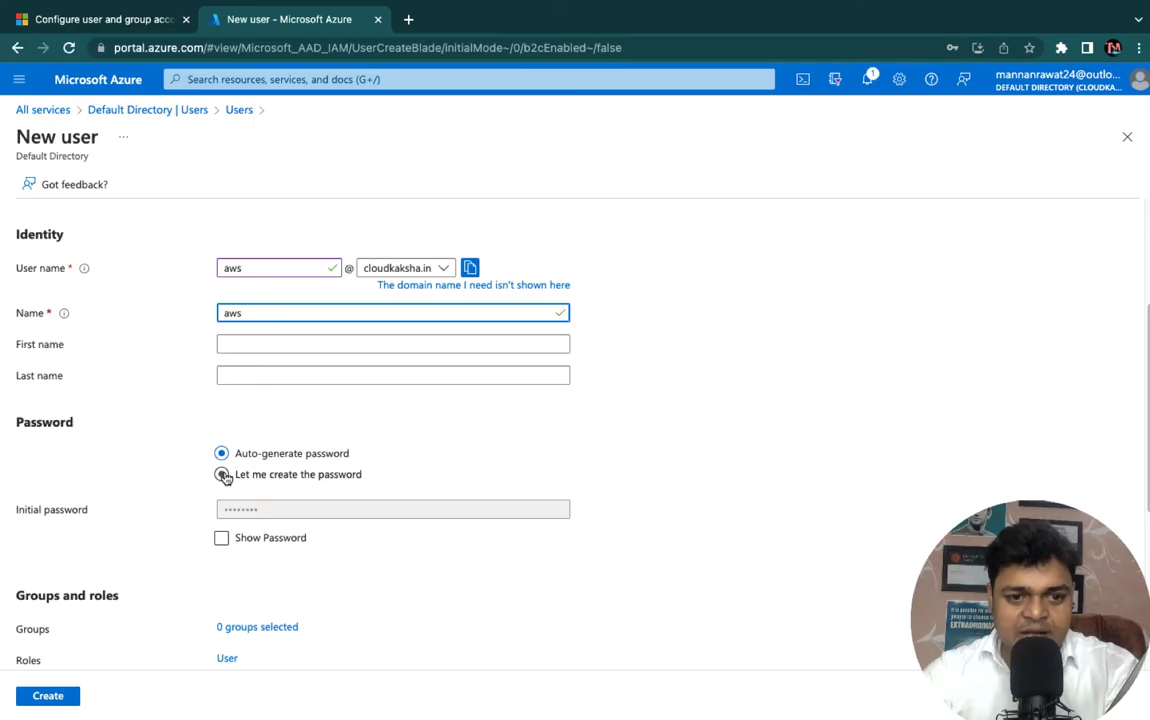 Configure user and group acco
New user - Microsoft Azure
portal.azure.com/#view/Microsoft_AAD_IAM/UserCreateBlade/initialMode~/0/b2cEnabled~/false
Microsoft Azure
Search resources, services, and docs (G+/)
1
mannanrawat24@outlo...
DEFAULT DIRECTORY (CLOUDKA...
All services > Default Directory | Users > Users >
New user ...
Default Directory
Got feedback?
Identity
User name *
aws
@
cloudkaksha.in
The domain name I need isn't shown here
Name *
aws
First name
Last name
Password
Auto-generate password
Let me create the password
Initial password
Show Password
Groups and roles
Groups
0 groups selected
Roles
User
Create